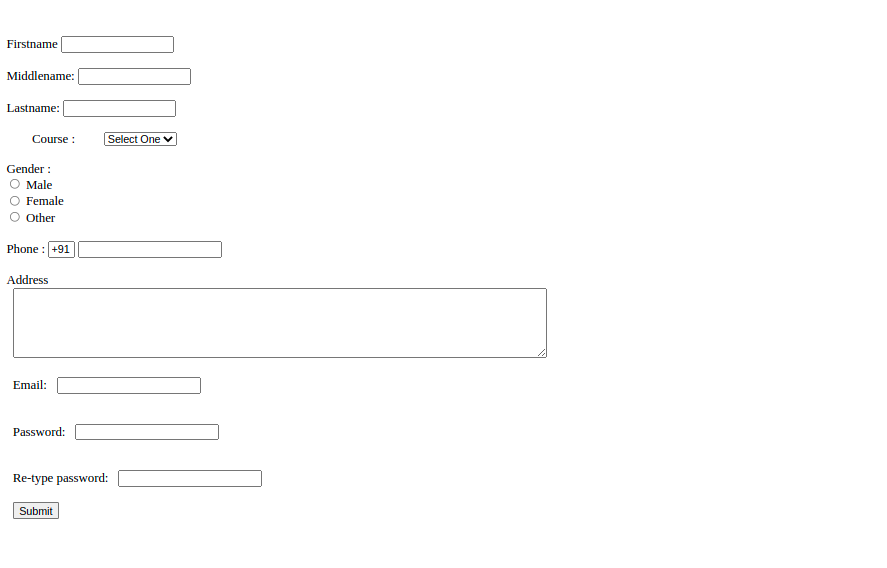 Firstname
Middlename:
Lastname:
Course : Select One
Gender :
Male
Female
Other
Phone : +91
Address
Email:
Password:
Re-type password:
Submit